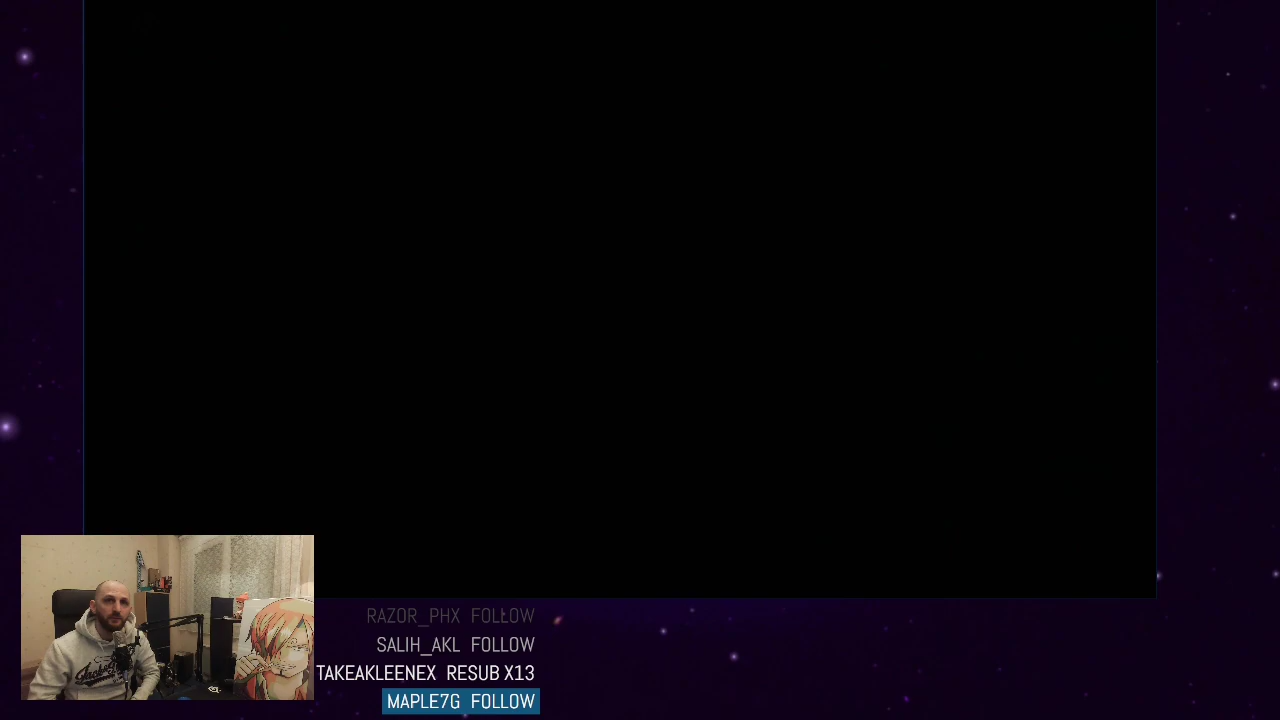 RAZOR_PHX FOLLOW
SALIH_AKL FOLLOW
TAKEAKLEENEX RESUB X13
MAPLE7G FOLLOW